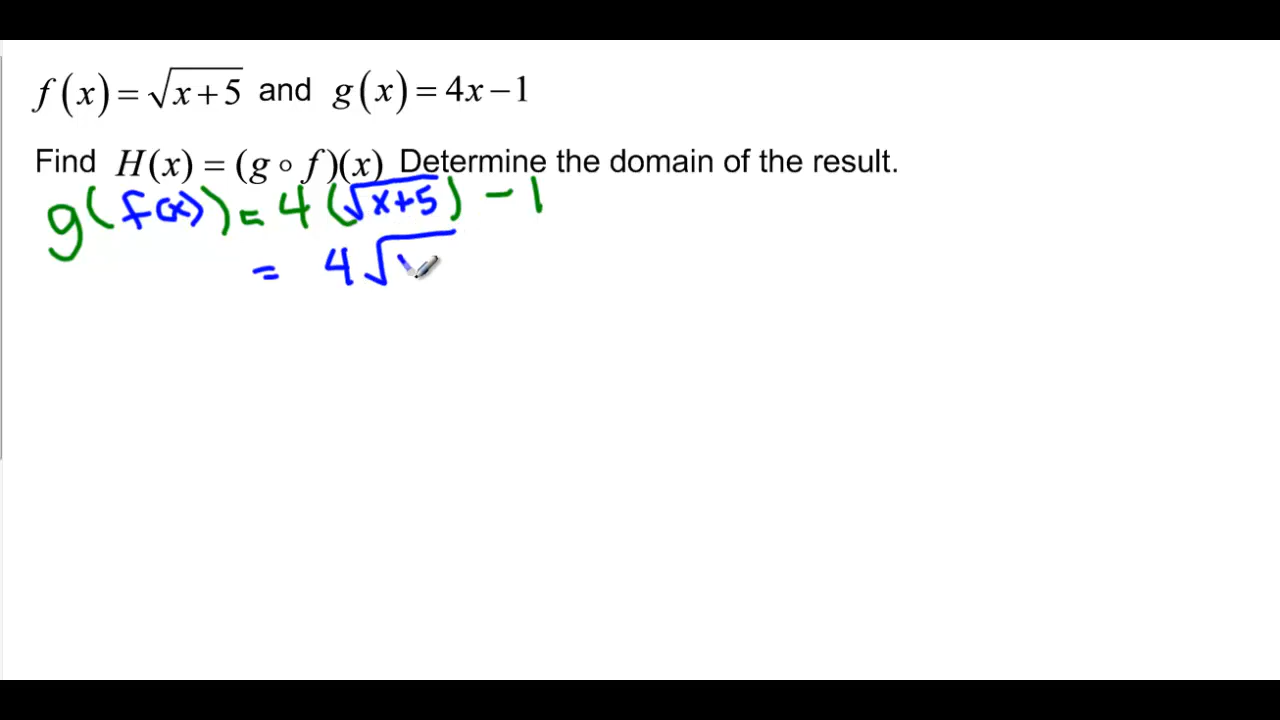 f(x) = √(x+5) and g(x) = 4x − 1
Find H(x) = (g ∘ f)(x) Determine the domain of the result.
g(f(x)) = 4(√(x+5)) − 1
= 4√